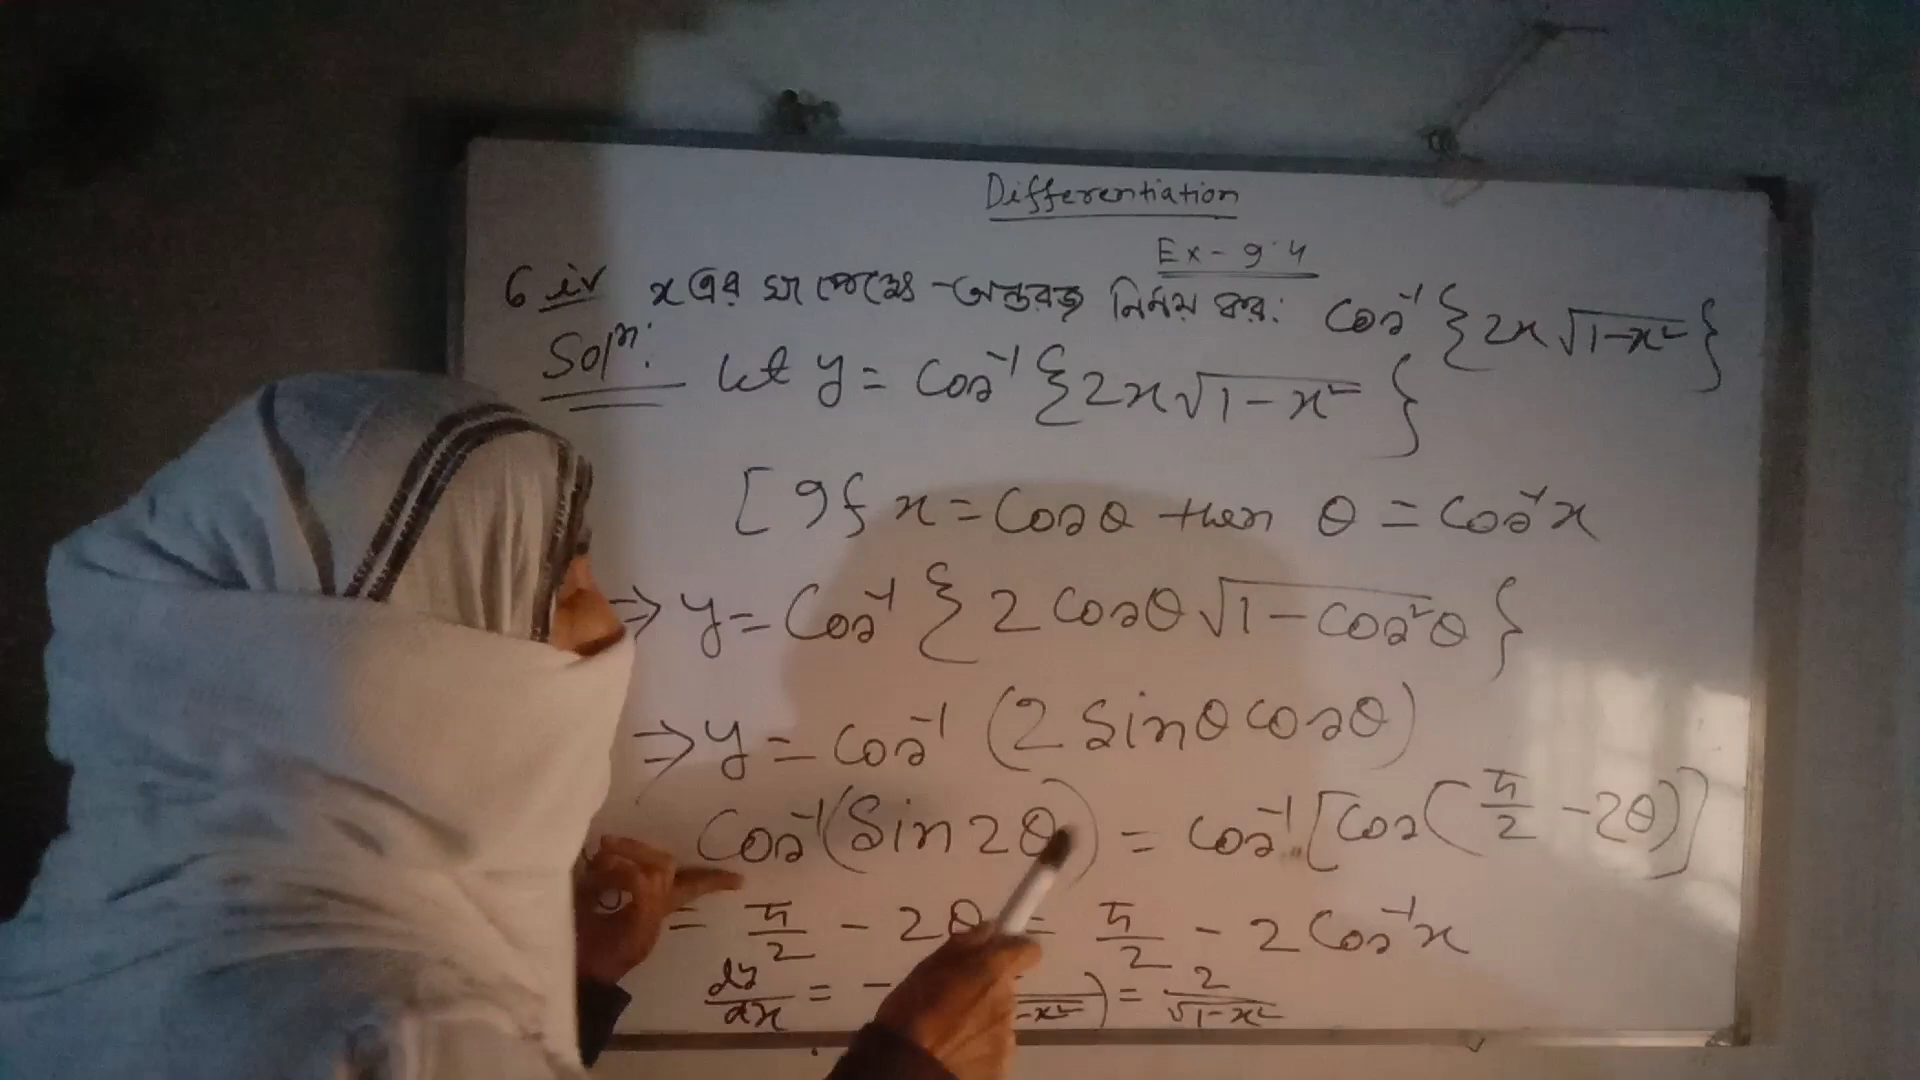 Differentiation
Ex - 9.4
6 iv x এর সাপেক্ষে অন্তরজ নির্ণয় কর: Cos⁻¹ {2x√1-x²}
Solⁿ: Let y = Cos⁻¹ {2x√1-x²}
[If x = Cosθ then θ = Cos⁻¹x
⇒ y = Cos⁻¹ {2 Cosθ √1-Cos²θ}
⇒ y = Cos⁻¹ (2 Sinθ Cosθ)
Cos⁻¹(Sin 2θ) = Cos⁻¹ [Cos(π/2 - 2θ)]
= π/2 - 2θ = π/2 - 2 Cos⁻¹x
dy/dx = - -x²) = 2/√1-x²